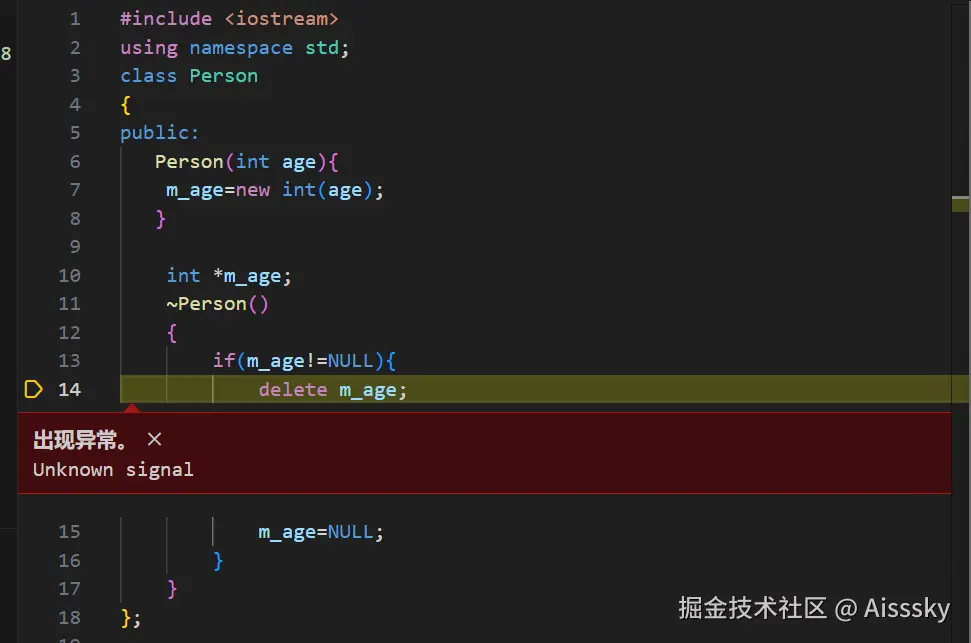 1 #include <iostream>
8
2 using namespace std;
3 class Person
4 {
5 public:
6 Person(int age){
7 m_age=new int(age);
8 }
9
10 int *m_age;
11 ~Person()
12 {
13 if(m_age!=NULL){
14 delete m_age;
出现异常。 ×
Unknown signal
15 m_age=NULL;
16 }
17 }
18 };
掘金技术社区 @ Aisssky